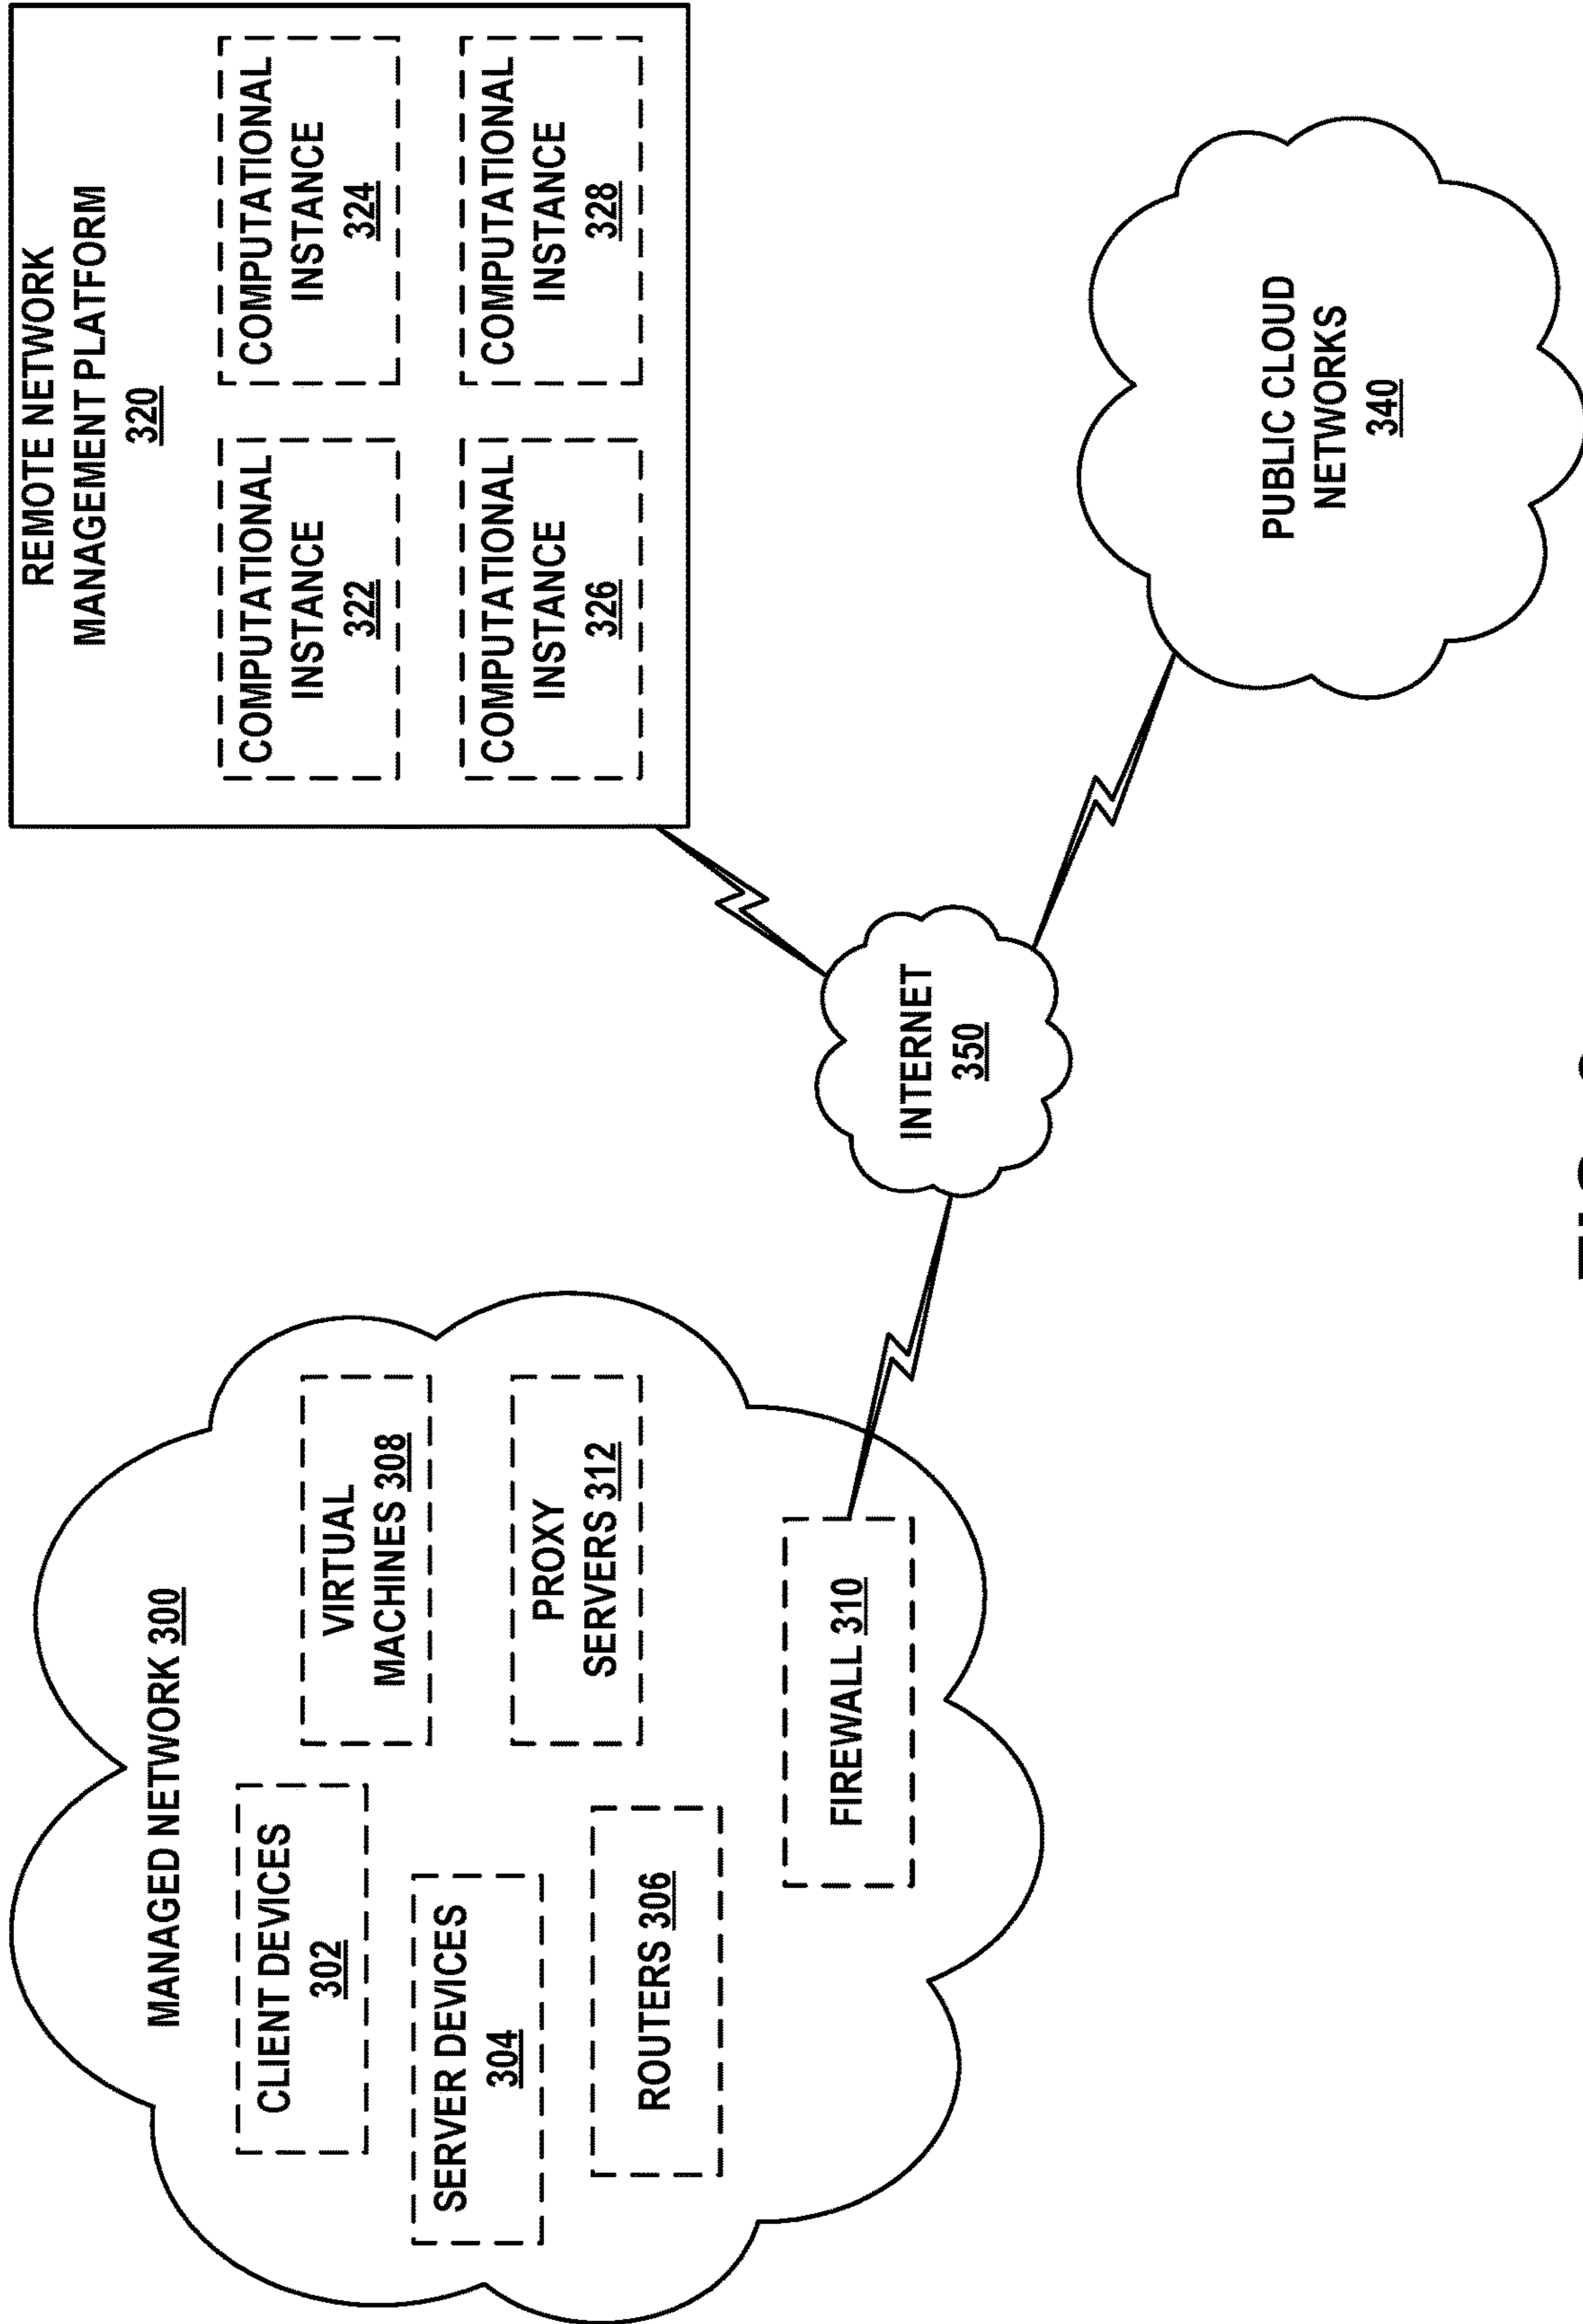 MANAGED NETWORK 300
CLIENT DEVICES
302
SERVER DEVICES
304
ROUTERS 306
VIRTUAL
MACHINES 308
PROXY
SERVERS 312
FIREWALL 310
INTERNET
350
REMOTE NETWORK
MANAGEMENT PLATFORM
320
COMPUTATIONAL
INSTANCE
322
COMPUTATIONAL
INSTANCE
324
COMPUTATIONAL
INSTANCE
326
COMPUTATIONAL
INSTANCE
328
PUBLIC CLOUD
NETWORKS
340